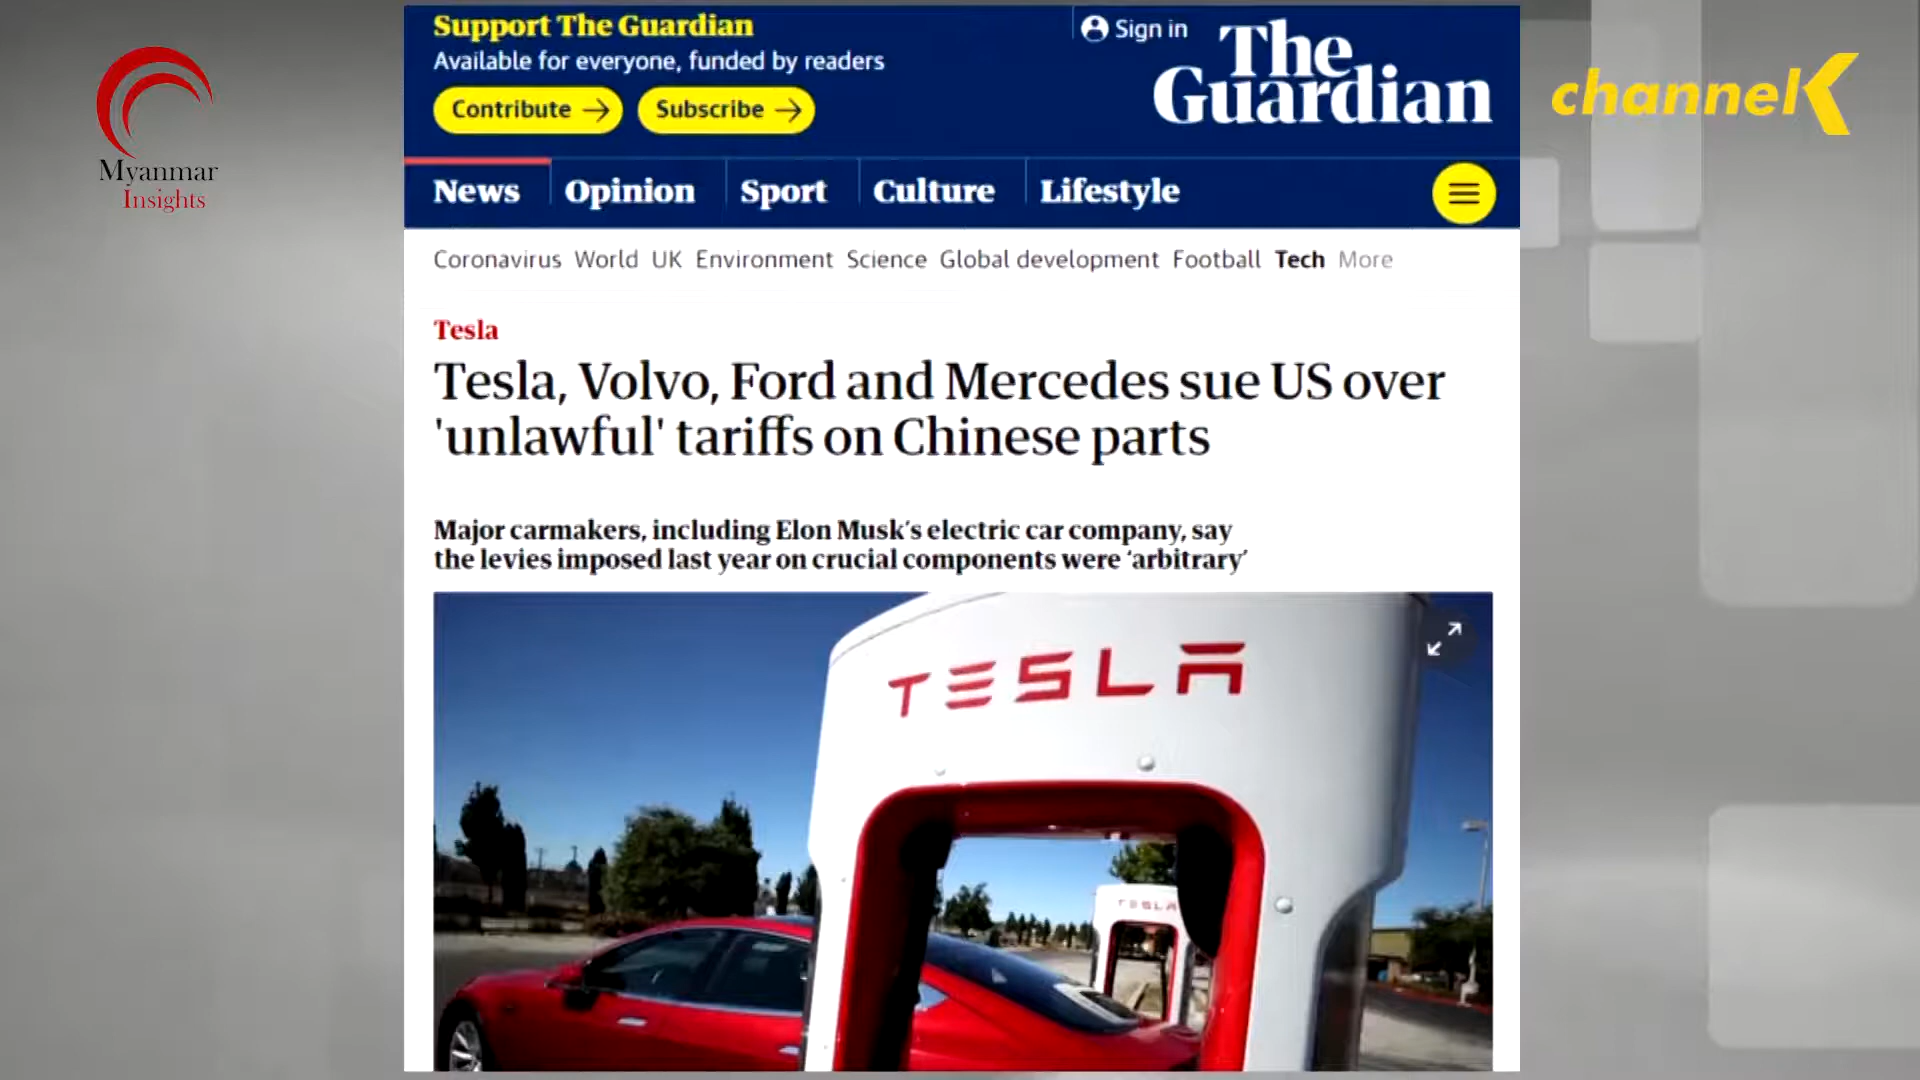 Myanmar
Insights
Support The Guardian
Available for everyone, funded by readers
Contribute
Subscribe
Sign in
The
Guardian
channelK
News Opinion Sport Culture Lifestyle
Coronavirus World UK Environment Science Global development Football Tech More
Tesla
Tesla, Volvo, Ford and Mercedes sue US over
'unlawful' tariffs on Chinese parts
Major carmakers, including Elon Musk's electric car company, say
the levies imposed last year on crucial components were ‘arbitrary’
TESLA
TESLA